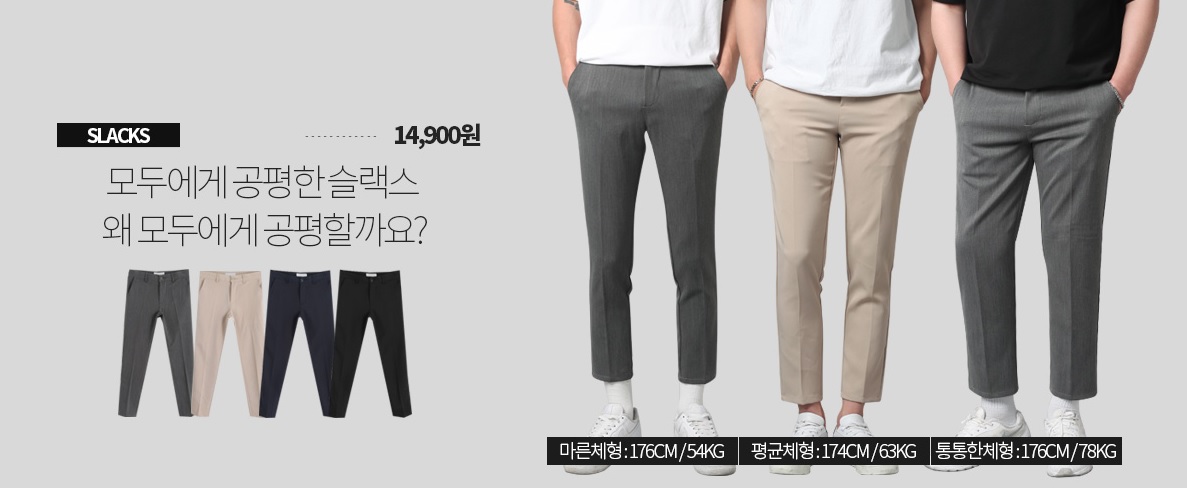 SLACKS
14,900원
모두에게 공평한 슬랙스
왜 모두에게 공평할까요?
마른체형 : 176CM / 54KG
평균체형 : 174CM / 63KG
통통한체형 : 176CM / 78KG